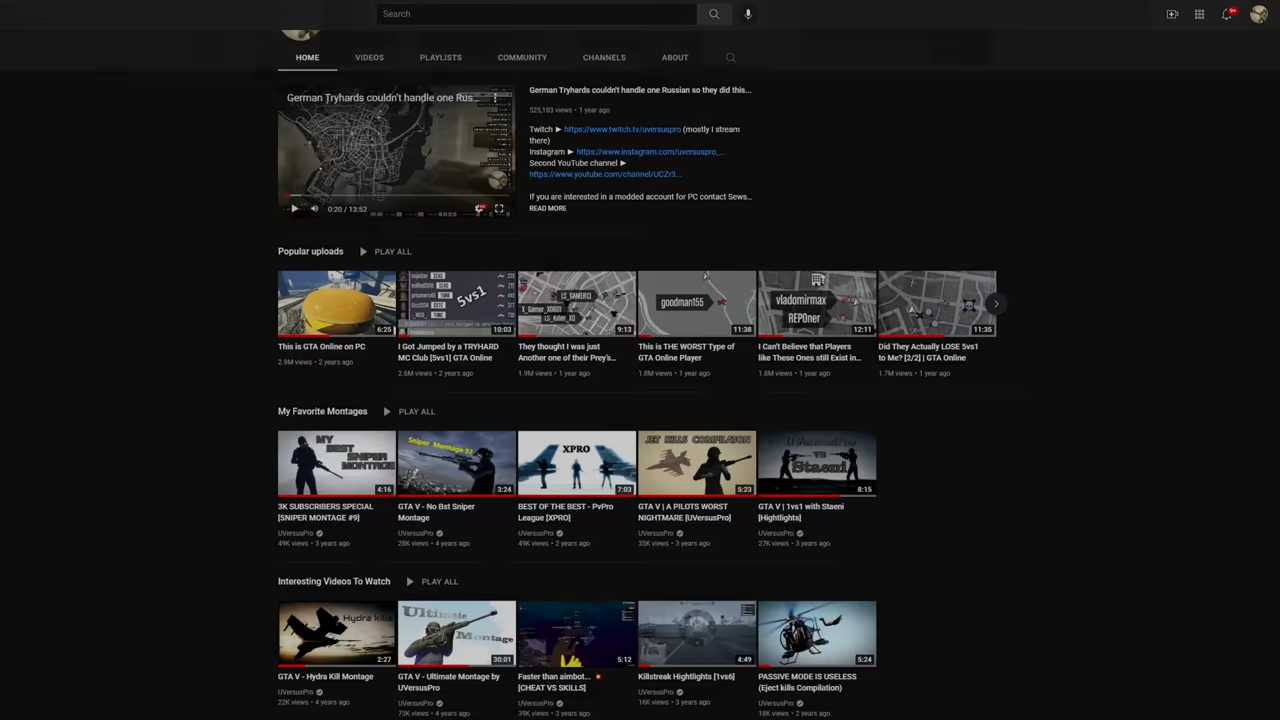 Search
9+
HOME
VIDEOS
PLAYLISTS
COMMUNITY
CHANNELS
ABOUT
German Tryhards couldn't handle one Rus...
0:20 / 13:52
German Tryhards couldn't handle one Russian so they did this...
525,183 views • 1 year ago
Twitch ► https://www.twitch.tv/uversuspro (mostly I stream
there)
Instagram ► https://www.instagram.com/uversuspro_...
Second YouTube channel ►
https://www.youtube.com/channel/UCZr3...
If you are interested in a modded account for PC contact Sews...
READ MORE
Popular uploads
PLAY ALL
6:25
This is GTA Online on PC
2.9M views • 2 years ago
5vs1
10:03
I Got Jumped by a TRYHARD
MC Club [5vs1] GTA Online
2.6M views • 2 years ago
LS_GAMER13
9:13
They thought I was just
Another one of their Prey's...
1.9M views • 1 year ago
goodman155
11:38
This is THE WORST Type of
GTA Online Player
1.8M views • 1 year ago
vladomirmax
REPOner
12:11
I Can't Believe that Players
like These Ones still Exist in...
1.8M views • 1 year ago
11:35
Did They Actually LOSE 5vs1
to Me? [2/2] | GTA Online
1.7M views • 1 year ago
My Favorite Montages
PLAY ALL
MY
BEST
SNIPER
MONTAGE
4:16
3K SUBSCRIBERS SPECIAL
[SNIPER MONTAGE #9]
UVersusPro
49K views • 3 years ago
3:24
GTA V - No Bst Sniper
Montage
UVersusPro
28K views • 4 years ago
XPRO
7:03
BEST OF THE BEST - PvPro
League [XPRO]
UVersusPro
49K views • 2 years ago
JET KILLS COMPILATION
5:23
GTA V | A PILOTS WORST
NIGHTMARE [UVersusPro]
UVersusPro
35K views • 3 years ago
UVersusPro
VS
Staeni
8:15
GTA V | 1vs1 with Staeni
[Hightlights]
UVersusPro
27K views • 3 years ago
Interesting Videos To Watch
PLAY ALL
Hydra kills
2:27
GTA V - Hydra Kill Montage
UVersusPro
22K views • 4 years ago
Ultimate
Montage
30:01
GTA V - Ultimate Montage by
UVersusPro
UVersusPro
73K views • 4 years ago
5:12
Faster than aimbot...
[CHEAT VS SKILLS]
UVersusPro
39K views • 3 years ago
4:49
Killstreak Hightlights [1vs6]
UVersusPro
16K views • 3 years ago
5:24
PASSIVE MODE IS USELESS
(Eject kills Compilation)
UVersusPro
18K views • 2 years ago